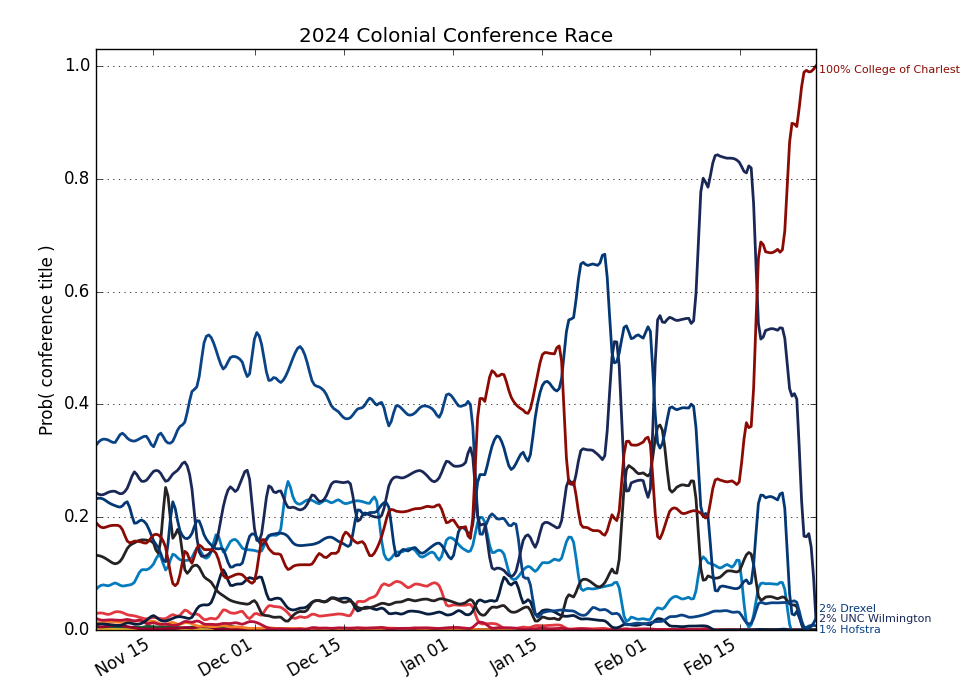 2024 Colonial Conference Race
Prob( conference title )
1.0
0.8
0.6
0.4
0.2
0.0
Nov 15
Dec 01
Dec 15
Jan 01
Jan 15
Feb 01
Feb 15
100% College of Charlest
2% Drexel
2% UNC Wilmington
1% Hofstra